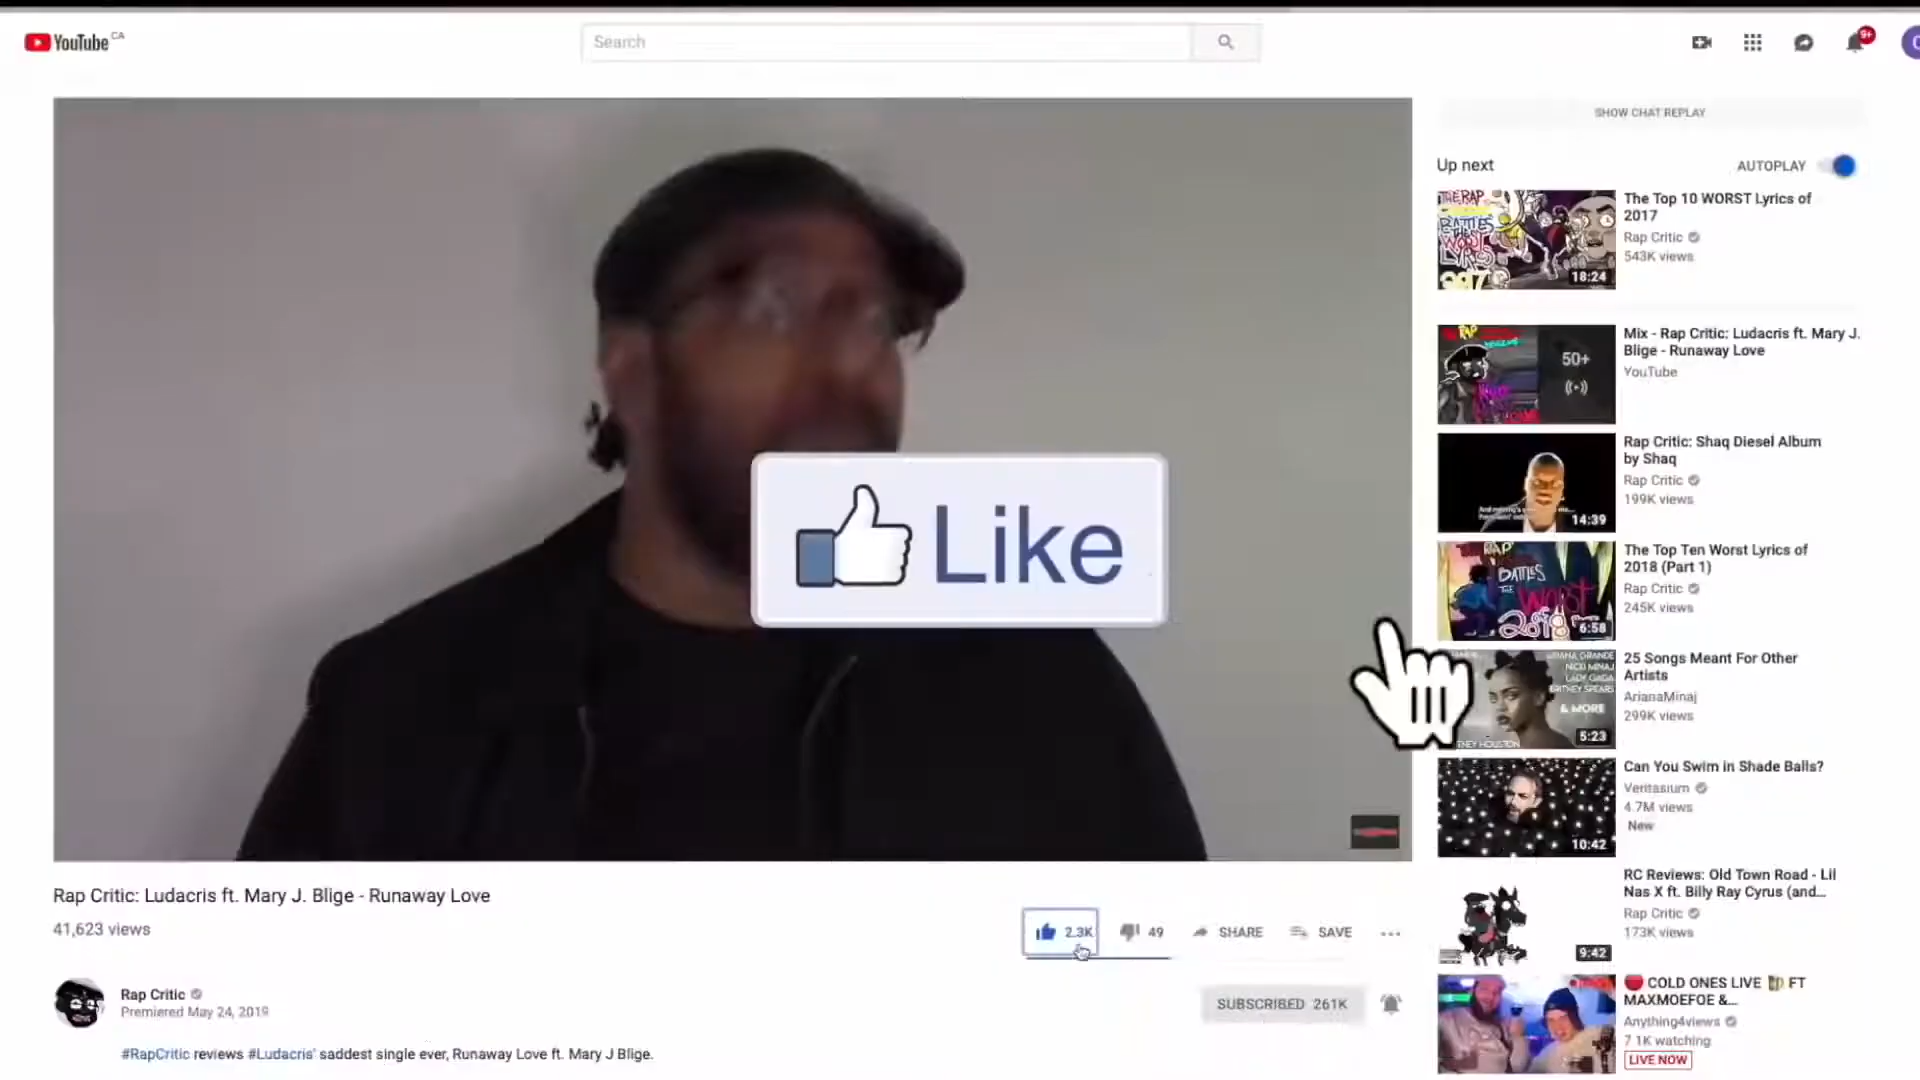 YouTube CA
Search
9+
SHOW CHAT REPLAY
Up next
AUTOPLAY
The Top 10 WORST Lyrics of
2017
Rap Critic
543K views
18:24
Mix - Rap Critic: Ludacris ft. Mary J.
Blige - Runaway Love
YouTube
50+
Rap Critic: Shaq Diesel Album
by Shaq
Rap Critic
199K views
14:39
The Top Ten Worst Lyrics of
2018 (Part 1)
Rap Critic
245K views
6:58
25 Songs Meant For Other
Artists
ArianaMinaj
299K views
& MORE
5:23
Can You Swim in Shade Balls?
Veritasium
4.7M views
New
10:42
RC Reviews: Old Town Road - Lil
Nas X ft. Billy Ray Cyrus (and...
Rap Critic
173K views
9:42
COLD ONES LIVE FT
MAXMOEFOE &...
Anything4views
7.1K watching
LIVE NOW
Like
Rap Critic: Ludacris ft. Mary J. Blige - Runaway Love
41,623 views
2.3K
49
SHARE
SAVE
Rap Critic
Premiered May 24, 2019
SUBSCRIBED 261K
#RapCritic reviews #Ludacris' saddest single ever, Runaway Love ft. Mary J Blige.